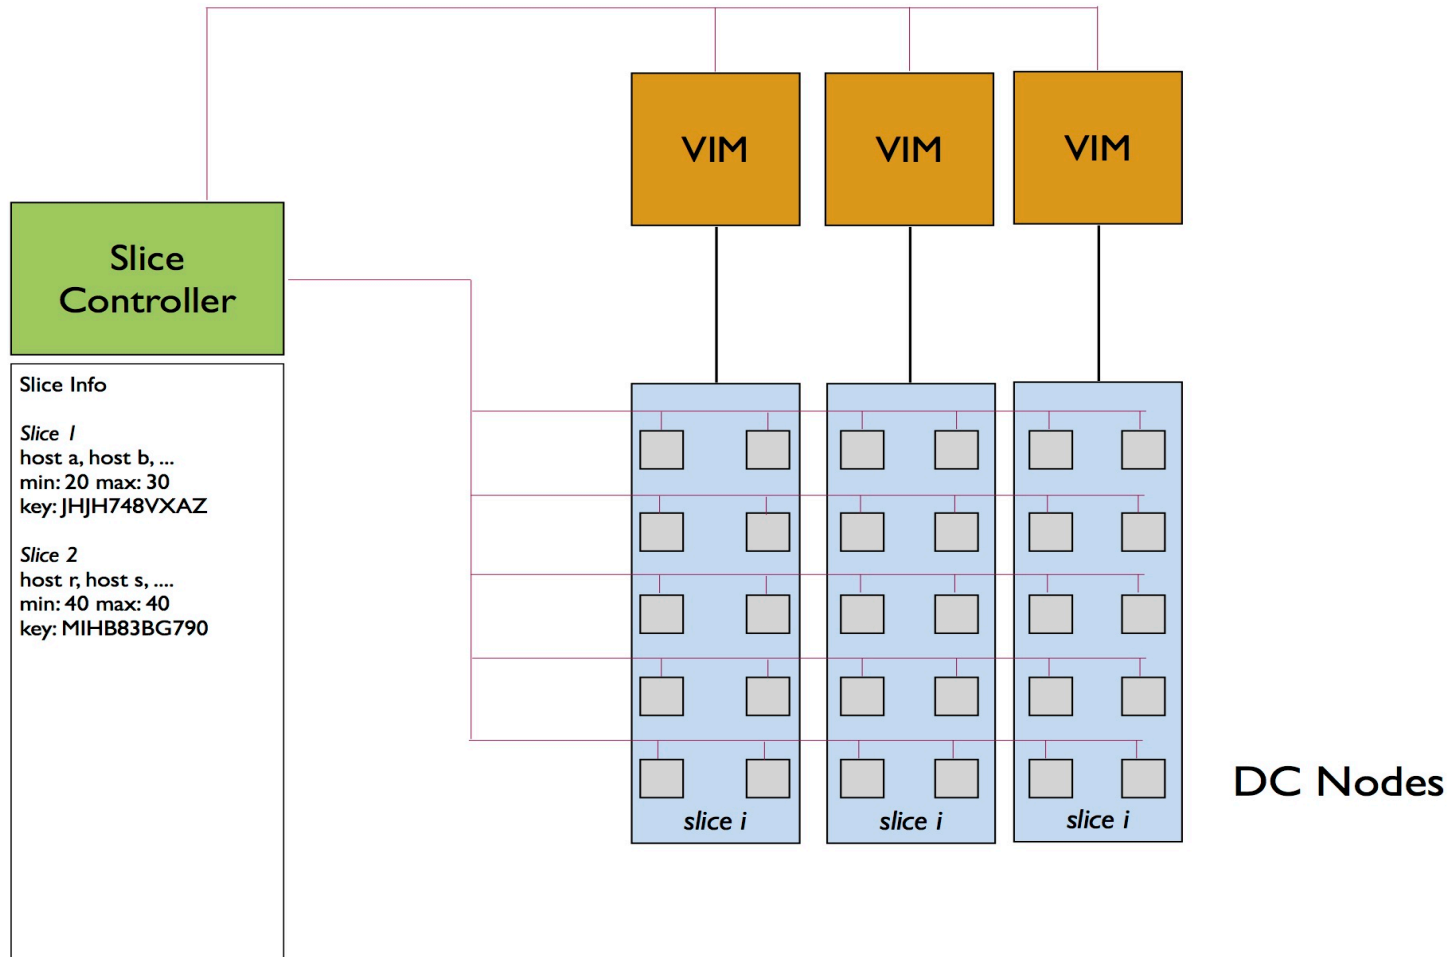 VIM
VIM
VIM
Slice
Controller
Slice Info
Slice 1
host a, host b, ...
min: 20 max: 30
key: JHJH748VXAZ
Slice 2
host r, host s, ....
min: 40 max: 40
key: MIHB83BG790
DC Nodes
slice i
slice i
slice i